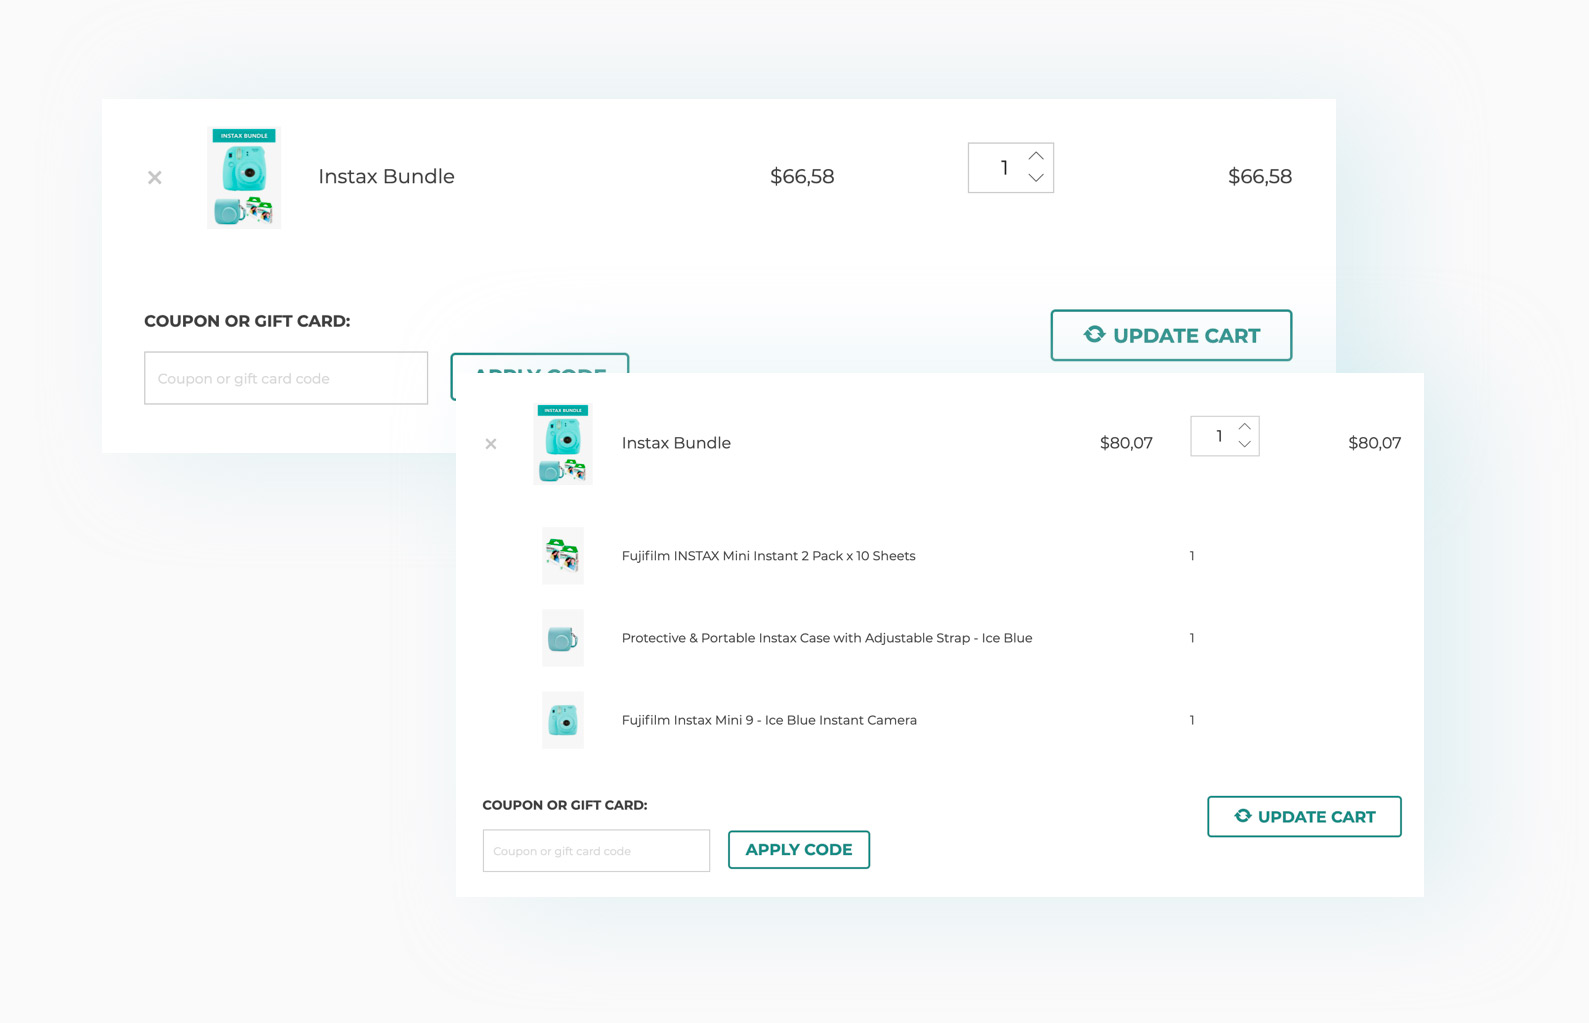 INSTAX BUNDLE
Instax Bundle
$66,58
1
$66,58
COUPON OR GIFT CARD:
Coupon or gift card code
APPLY CODE
UPDATE CART
INSTAX BUNDLE
Instax Bundle
$80,07
1
$80,07
Fujifilm INSTAX Mini Instant 2 Pack x 10 Sheets
1
Protective & Portable Instax Case with Adjustable Strap - Ice Blue
1
Fujifilm Instax Mini 9 - Ice Blue Instant Camera
1
COUPON OR GIFT CARD:
Coupon or gift card code
APPLY CODE
UPDATE CART